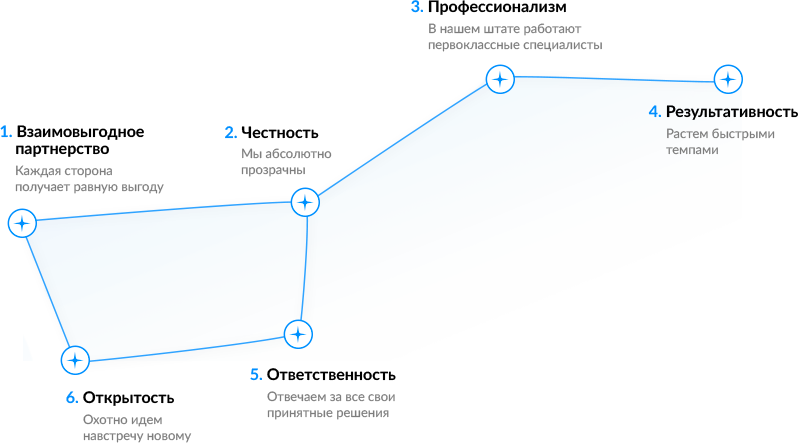 1. Взаимовыгодное
партнерство
Каждая сторона
получает равную выгоду
2. Честность
Мы абсолютно
прозрачны
3. Профессионализм
В нашем штате работают
первоклассные специалисты
4. Результативность
Растем быстрыми
темпами
5. Ответственность
Отвечаем за все свои
принятные решения
6. Открытость
Охотно идем
навстречу новому